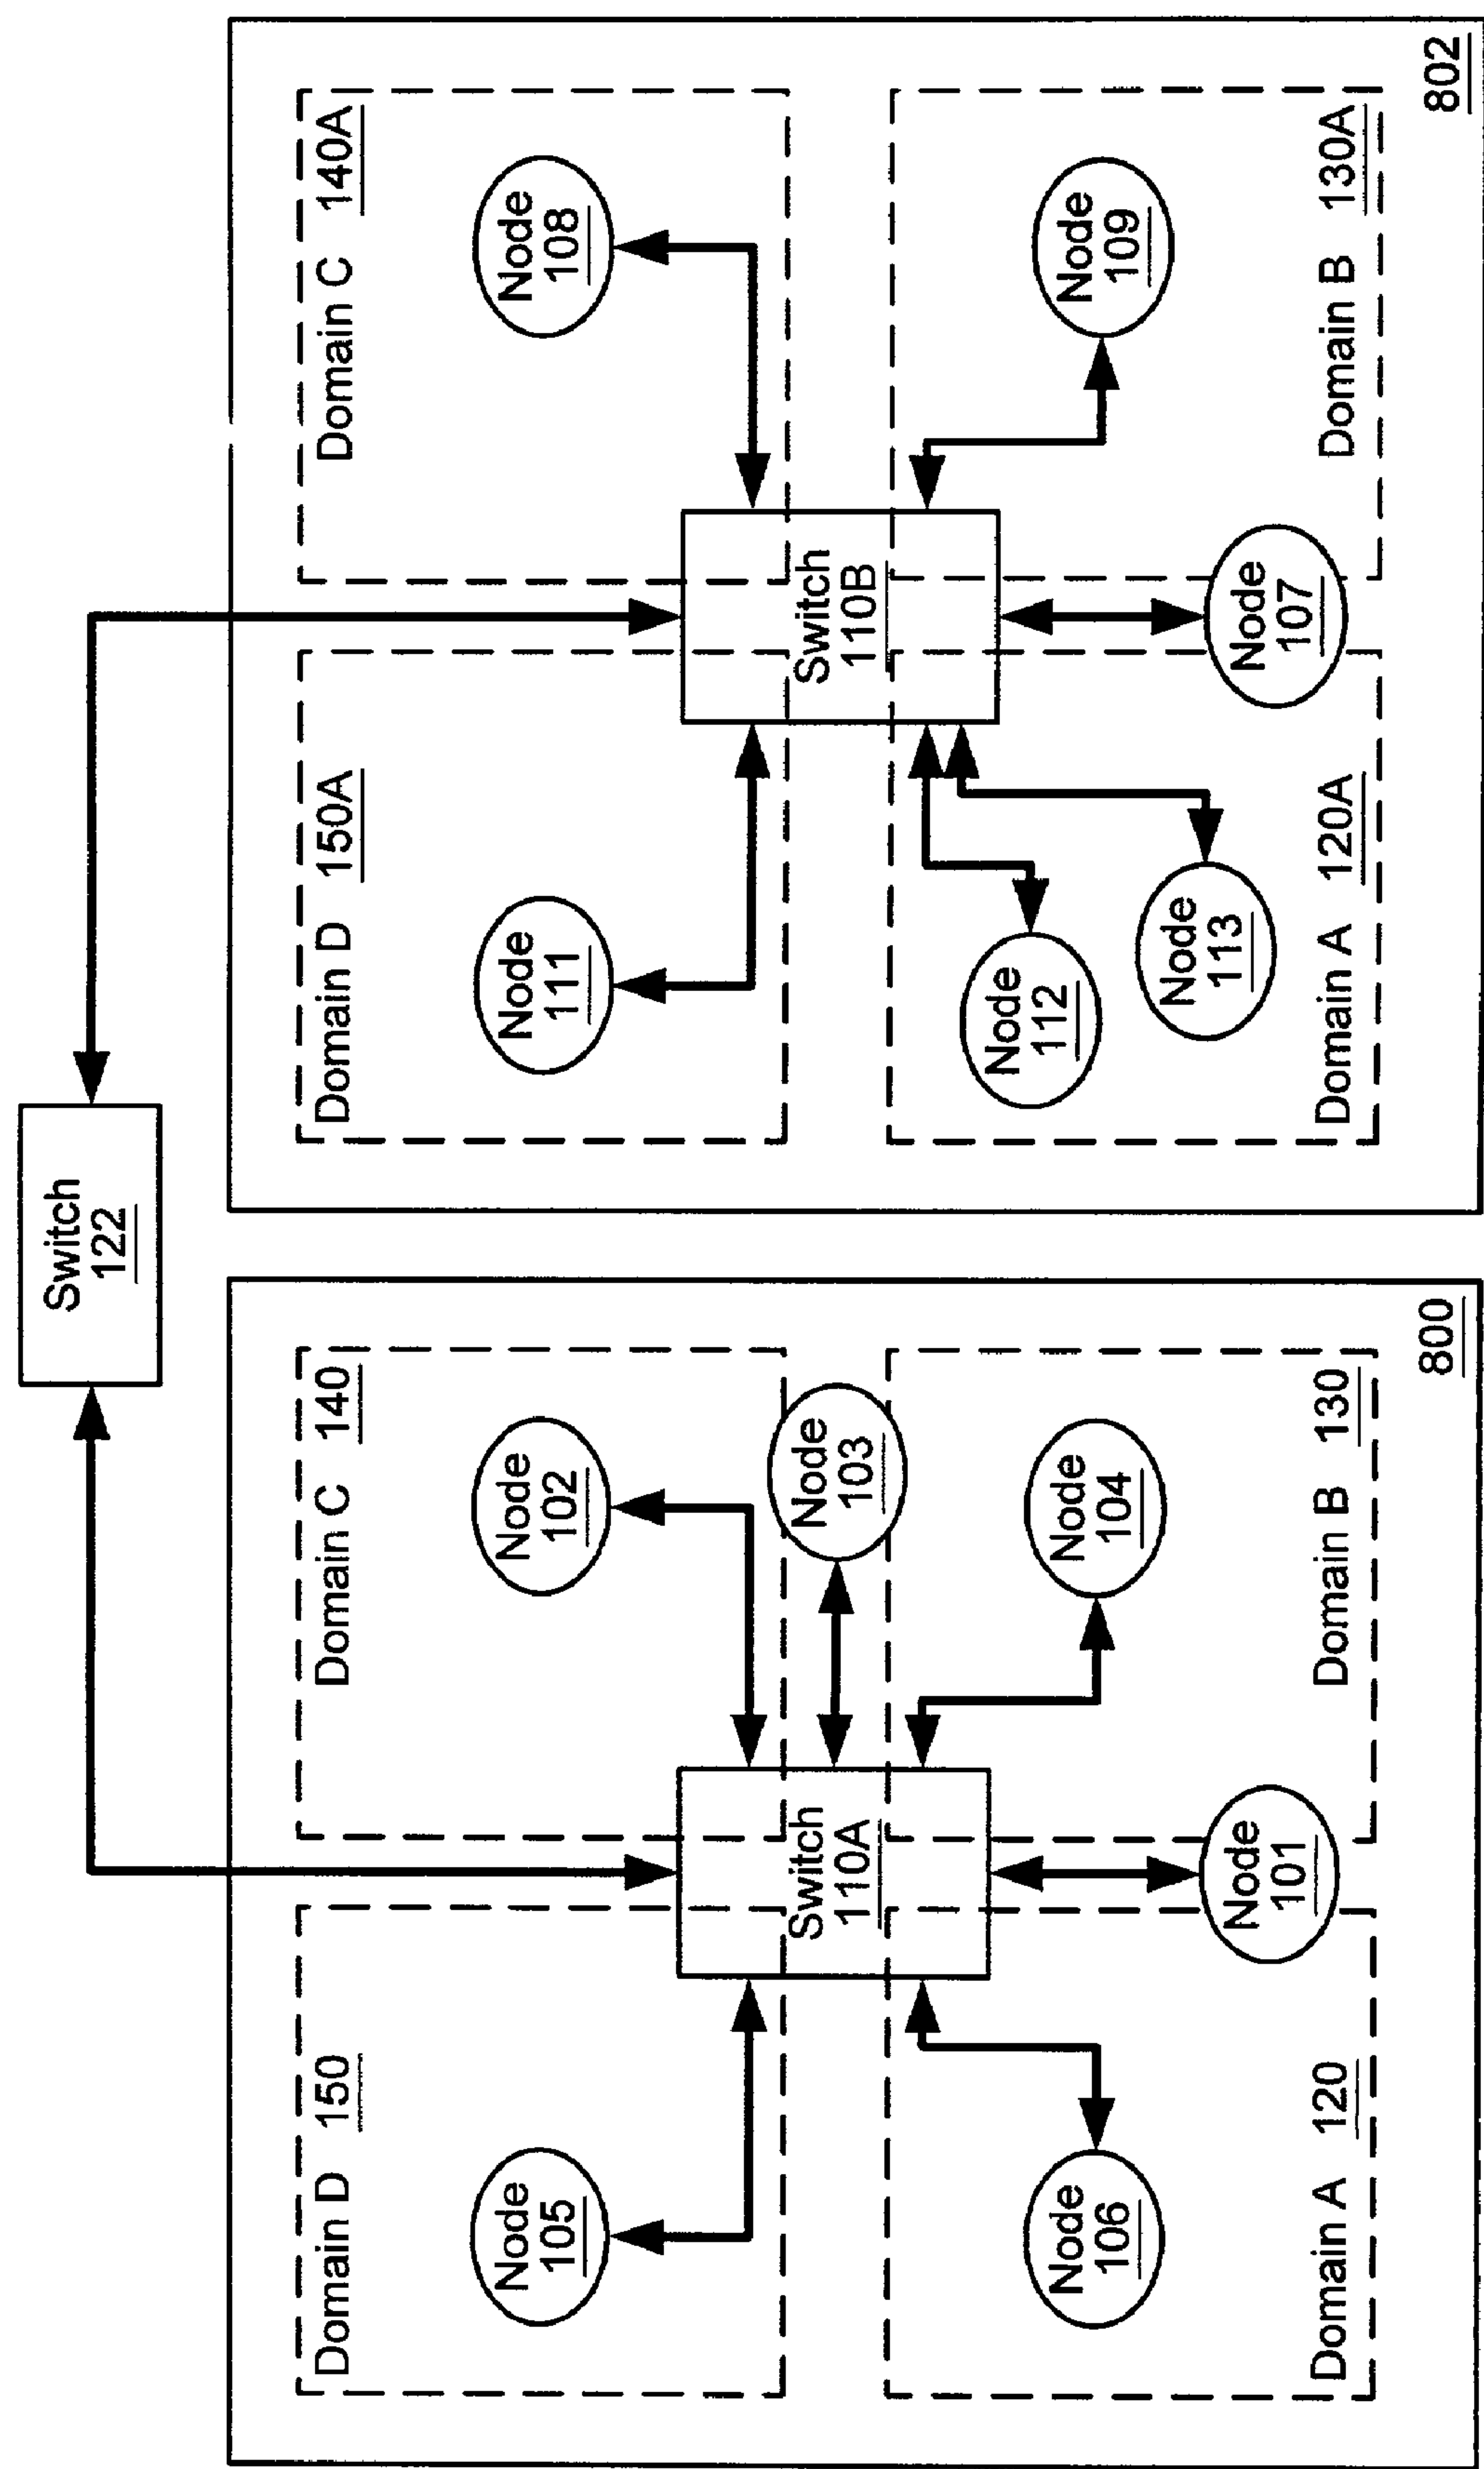 Switch
122
Domain D 150
Domain C 140
Node
105
Node
102
Switch
110A
Node
103
Node
106
Node
104
Node
101
Domain A 120
Domain B 130
800
Domain D 150A
Domain C 140A
Node
111
Node
108
Switch
110B
Node
112
Node
113
Node
109
Node
107
Domain A 120A
Domain B 130A
802